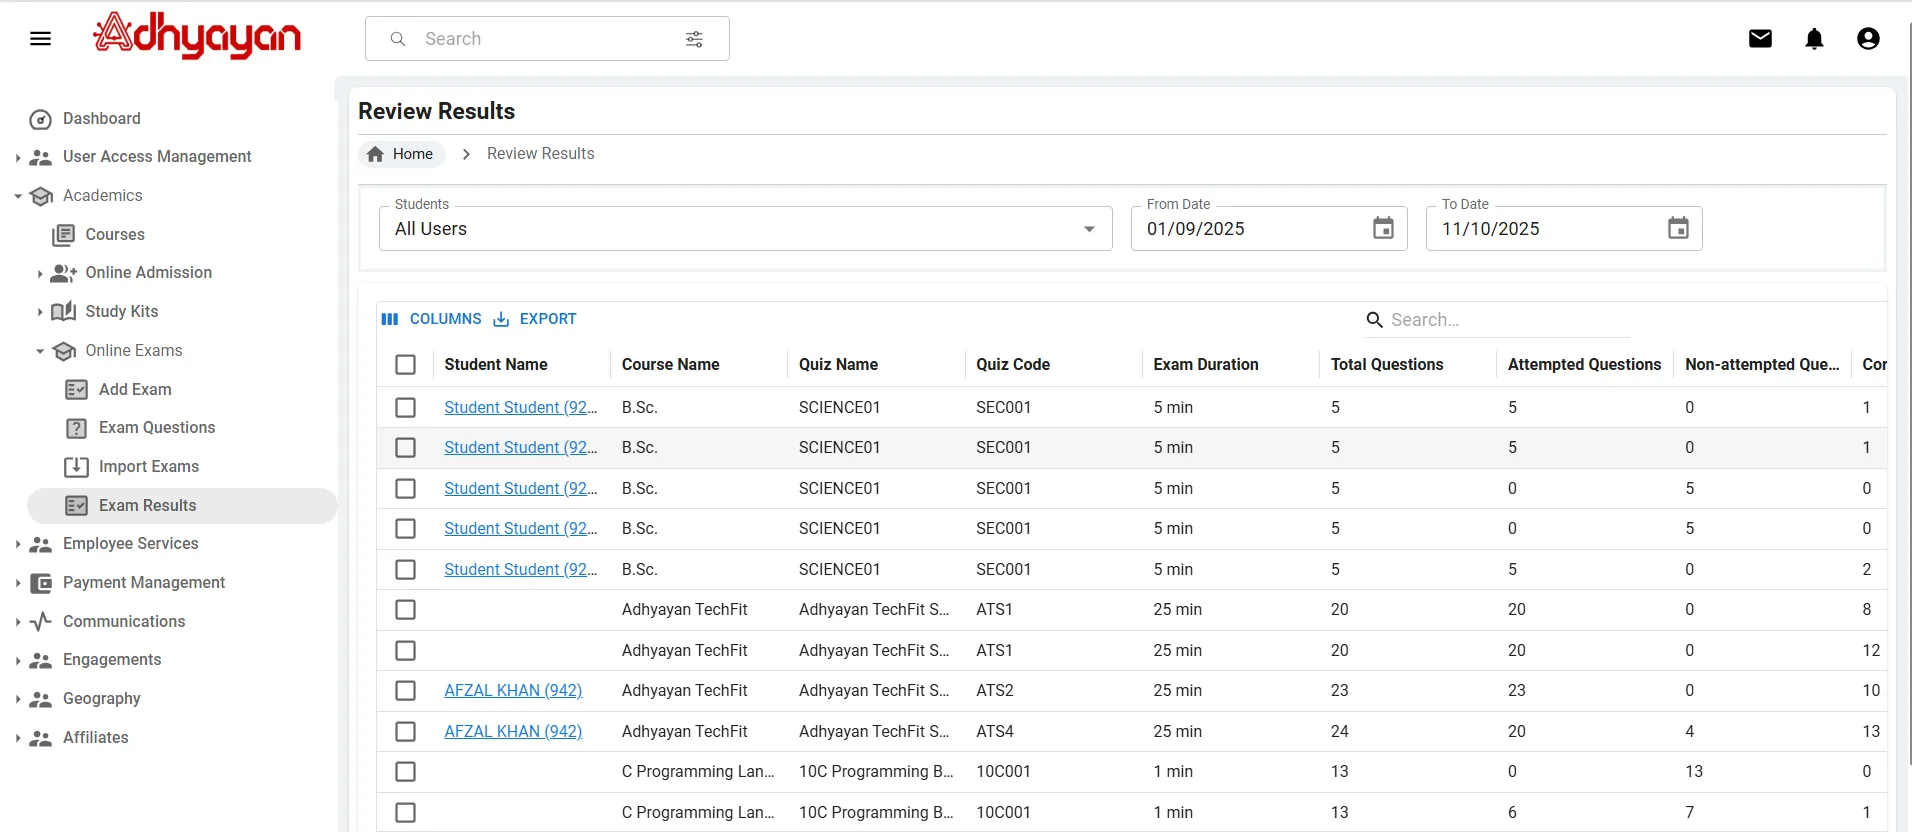 Adhyayan
Search
Dashboard
User Access Management
Academics
Courses
Online Admission
Study Kits
Online Exams
Add Exam
Exam Questions
Import Exams
Exam Results
Employee Services
Payment Management
Communications
Engagements
Geography
Affiliates
Review Results
Home > Review Results
Students From Date To Date
All Users 01/09/2025 11/10/2025
COLUMNS EXPORT Search…
Student Name Course Name Quiz Name Quiz Code Exam Duration Total Questions Attempted Questions Non-attempted Que... Cor
Student Student (92... B.Sc. SCIENCE01 SEC001 5 min 5 5 0 1
Student Student (92... B.Sc. SCIENCE01 SEC001 5 min 5 5 0 1
Student Student (92... B.Sc. SCIENCE01 SEC001 5 min 5 0 5 0
Student Student (92... B.Sc. SCIENCE01 SEC001 5 min 5 0 5 0
Student Student (92... B.Sc. SCIENCE01 SEC001 5 min 5 5 0 2
Adhyayan TechFit Adhyayan TechFit S... ATS1 25 min 20 20 0 8
Adhyayan TechFit Adhyayan TechFit S... ATS1 25 min 20 20 0 12
AFZAL KHAN (942) Adhyayan TechFit Adhyayan TechFit S... ATS2 25 min 23 23 0 10
AFZAL KHAN (942) Adhyayan TechFit Adhyayan TechFit S... ATS4 25 min 24 20 4 13
C Programming Lan... 10C Programming B... 10C001 1 min 13 0 13 0
C Programming Lan... 10C Programming B... 10C001 1 min 13 6 7 1